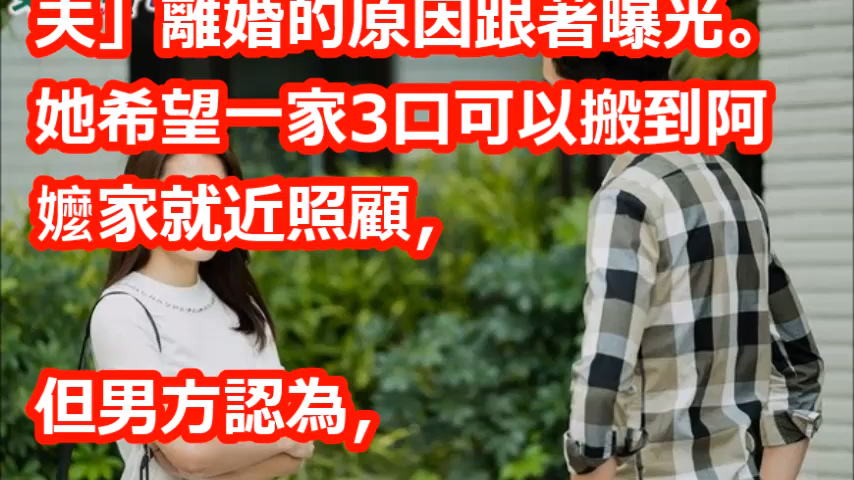 夫」離婚的原因跟著曝光。
她希望一家3口可以搬到阿
嬤家就近照顧,
但男方認為,